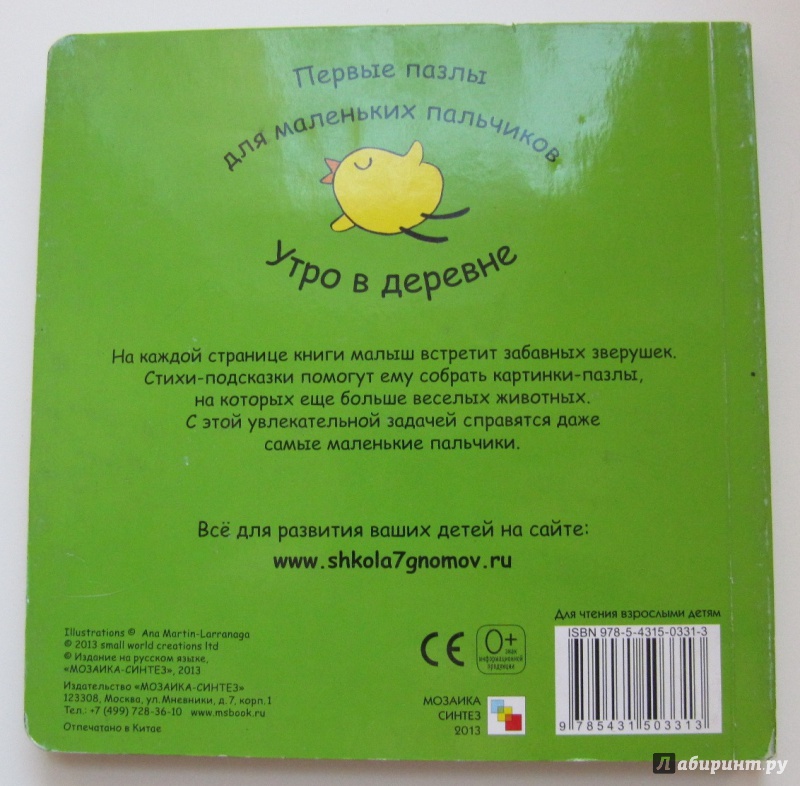 Первые пазлы
для маленьких пальчиков
Утро в деревне
На каждой странице книги малыш встретит забавных зверушек.
Стихи-подсказки помогут ему собрать картинки-пазлы,
на которых еще больше веселых животных.
С этой увлекательной задачей справятся даже
самые маленькие пальчики.
Всё для развития ваших детей на сайте:
www.shkola7gnomov.ru
Illustrations © Ana Martin-Larranaga
© 2013 small world creations ltd
© Издание на русском языке,
«МОЗАИКА-СИНТЕЗ», 2013
Издательство «МОЗАИКА-СИНТЕЗ»
123308, Москва, ул. Мневники, д. 7, корп.1
Тел.: +7 (499) 728-36-10 www.msbook.ru
Отпечатано в Китае
CE
0+
знак
информационной
продукции
МОЗАИКА
СИНТЕЗ
2013
Для чтения взрослыми детям
ISBN 978-5-4315-0331-3
9 785431 503313
Лабиринт.ру